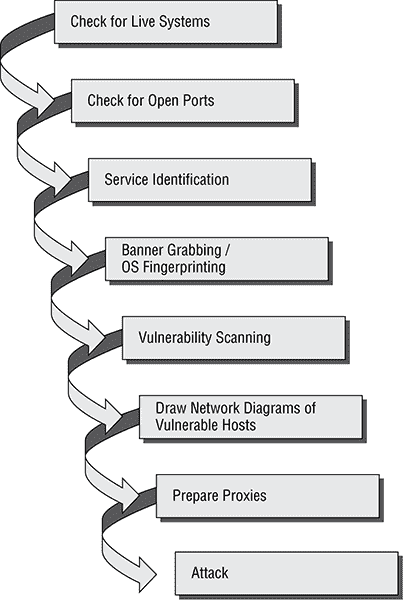 Check for Live Systems
Check for Open Ports
Service Identification
Banner Grabbing /
OS Fingerprinting
Vulnerability Scanning
Draw Network Diagrams of
Vulnerable Hosts
Prepare Proxies
Attack